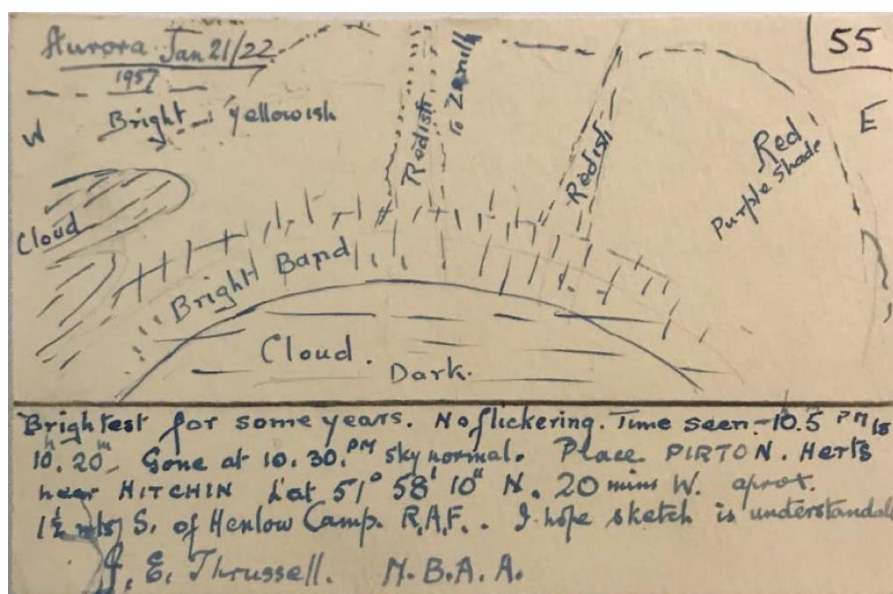 Aurora Jan 21/22
1957
55
W
Bright - Yellowish
Redish
To Zenith
Redish
Red
Purple Shade
E
Cloud
Bright Band
Cloud.
Dark.
Brightest for some years. No flickering. Time seen - 10.5 PM to
10h. 20m Gone at 10.30. PM sky normal. Place PIRTON. Herts
near HITCHIN Lat 51° 58' 10" N. 20 mins W. aprox.
1½ mls S. of Henlow Camp. R.A.F.. I hope sketch is understandabl
J. E. Thrussell. M.B.A.A.